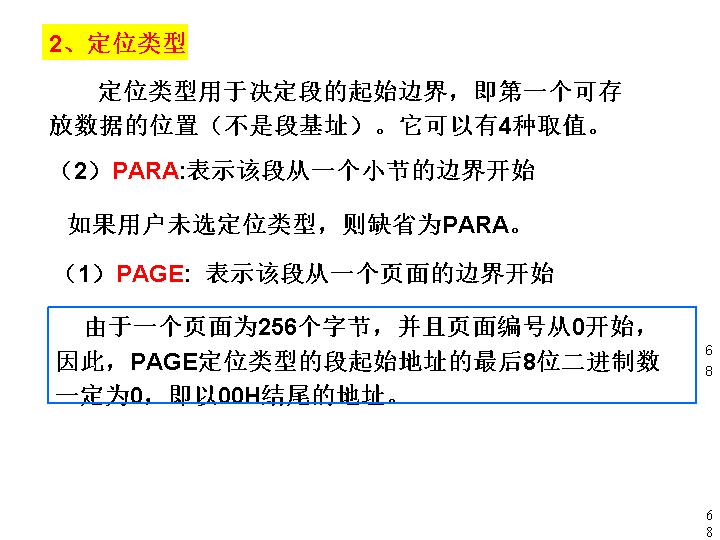 2、定位类型
定位类型用于决定段的起始边界，即第一个可存
放数据的位置（不是段基址）。它可以有4种取值。
（2）PARA:表示该段从一个小节的边界开始
如果用户未选定位类型，则缺省为PARA。
（1）PAGE: 表示该段从一个页面的边界开始
由于一个页面为256个字节，并且页面编号从0开始，
因此，PAGE定位类型的段起始地址的最后8位二进制数
一定为0，即以00H结尾的地址。
6
8
6
8